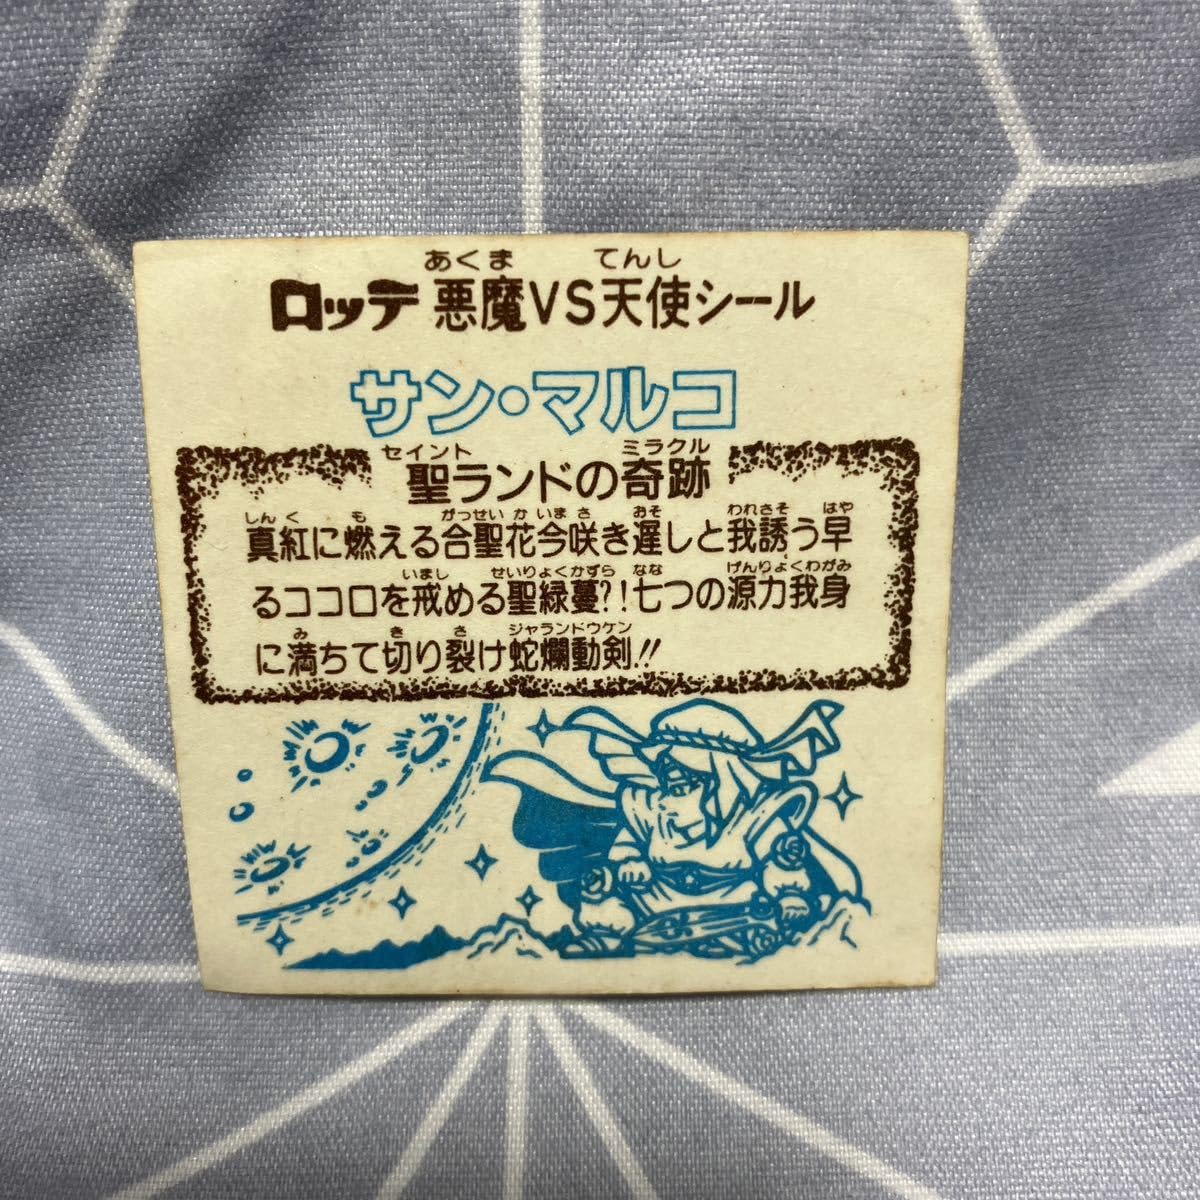 あくま てんし
ロッテ 悪魔VS天使シール
サン・マルコ
セイント ミラクル
聖ランドの奇跡
しんく も がっせいか いまさ おそ われさそ はや
真紅に燃える合聖花今咲き遅しと我誘う早
いまし せいりょくかずら なな げんりょくわがみ
るココロを戒める聖緑蔓?!七つの源力我身
み き さ ジャランドウケン
に満ちて切り裂け蛇爛動剣!!